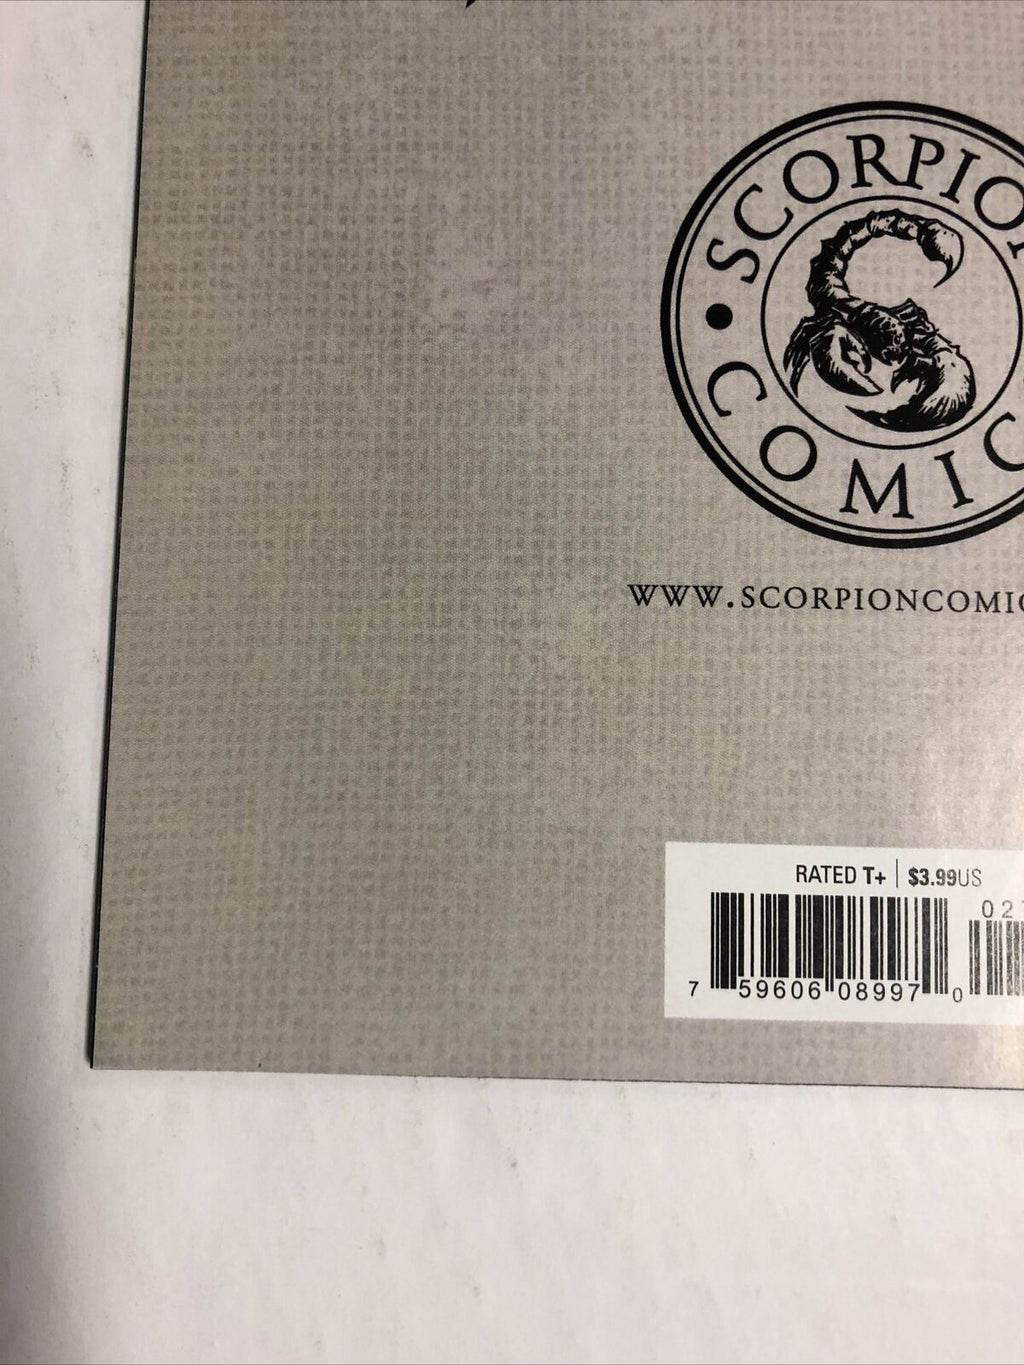 SCORPIO
COMIC
WWW.SCORPIONCOMIC
RATED T+ | $3.99US
02
7 59606 08997 0